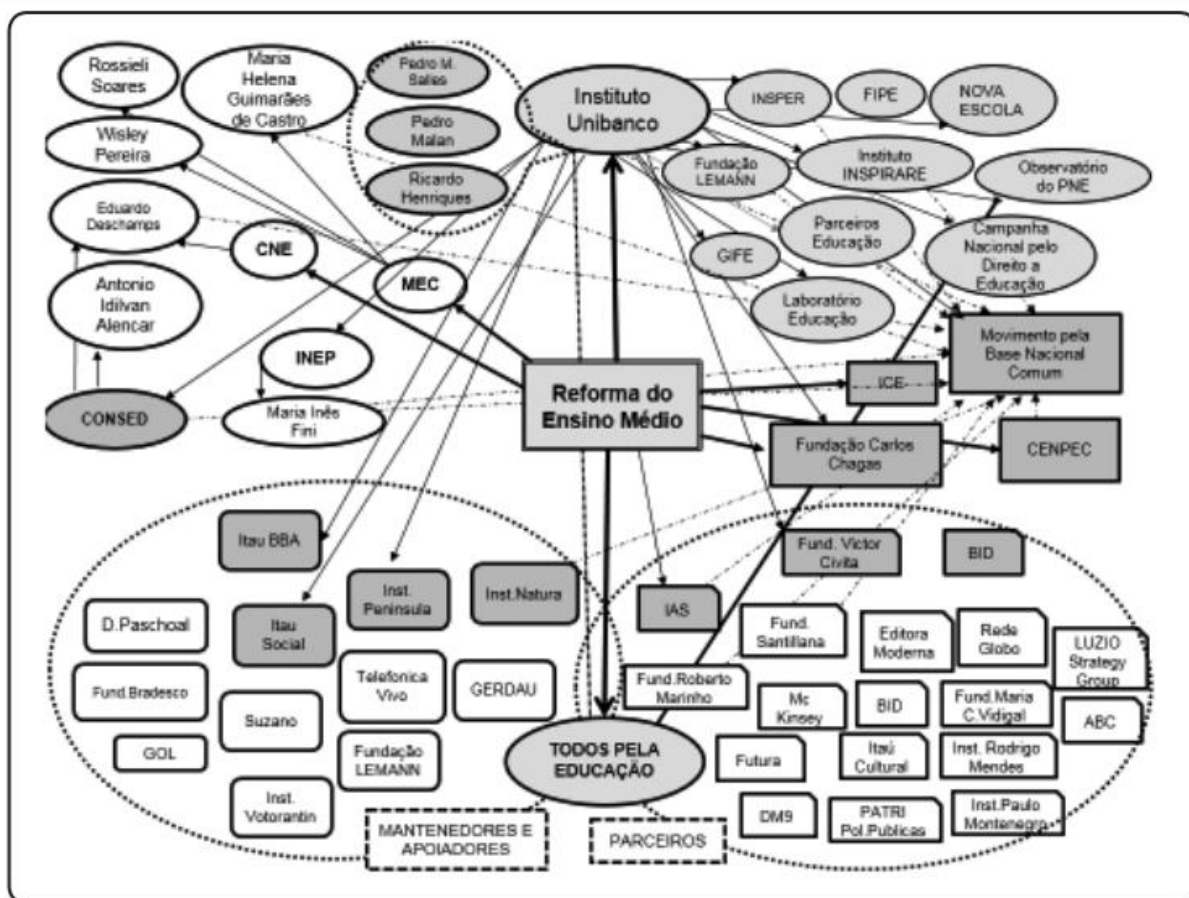 Rossieli
Soares
Maria
Helena
Guimarães
de Castro
Pedro M.
Salles
Instituto
Unibanco
INSPER
FIPE
NOVA
ESCOLA
Wisley
Pereira
Pedro
Malan
Fundação
LEMANN
Instituto
INSPIRARE
Observatório
do PNE
Eduardo
Deschamps
CNE
Ricardo
Henriques
GIFE
Parceiros
Educação
Campanha
Nacional pelo
Direito a
Educação
Antonio
Idilvan
Alencar
MEC
Laboratório
Educação
INEP
Movimento pela
Base Nacional
Comum
CONSED
Maria Inês
Fini
Reforma do
Ensino Médio
ICE
Fundação Carlos
Chagas
CENPEC
Itau BBA
Inst.
Peninsula
Inst.Natura
Fund. Victor
Civita
BID
IAS
D.Paschoal
Itau
Social
Fund.
Santillana
Editora
Moderna
Rede
Globo
LUZIO
Strategy
Group
Fund.Bradesco
Suzano
Telefonica
Vivo
GERDAU
Fund.Roberto
Marinho
Mc
Kinsey
BID
Fund.Maria
C.Vidigal
ABC
GOL
Fundação
LEMANN
TODOS PELA
EDUCAÇÃO
Futura
Itaú
Cultural
Inst. Rodrigo
Mendes
Inst.
Votorantin
MANTENEDORES E
APOIADORES
PARCEIROS
DM9
PATRI
Pol.Publicas
Inst.Paulo
Montenegro